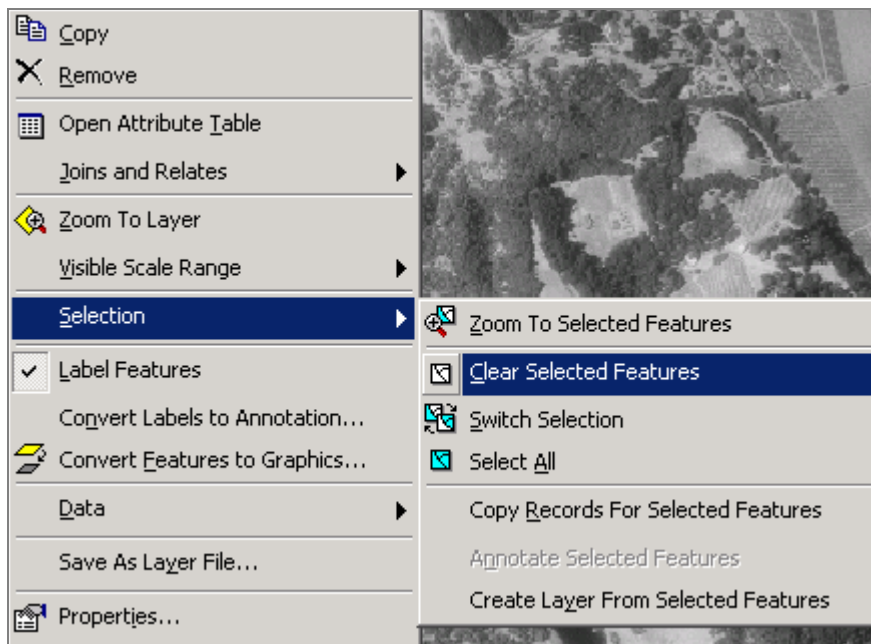 Copy
Remove
Open Attribute Table
Joins and Relates
Zoom To Layer
Visible Scale Range
Selection
Label Features
Convert Labels to Annotation...
Convert Features to Graphics...
Data
Save As Layer File...
Properties...
Zoom To Selected Features
Clear Selected Features
Switch Selection
Select All
Copy Records For Selected Features
Annotate Selected Features
Create Layer From Selected Features